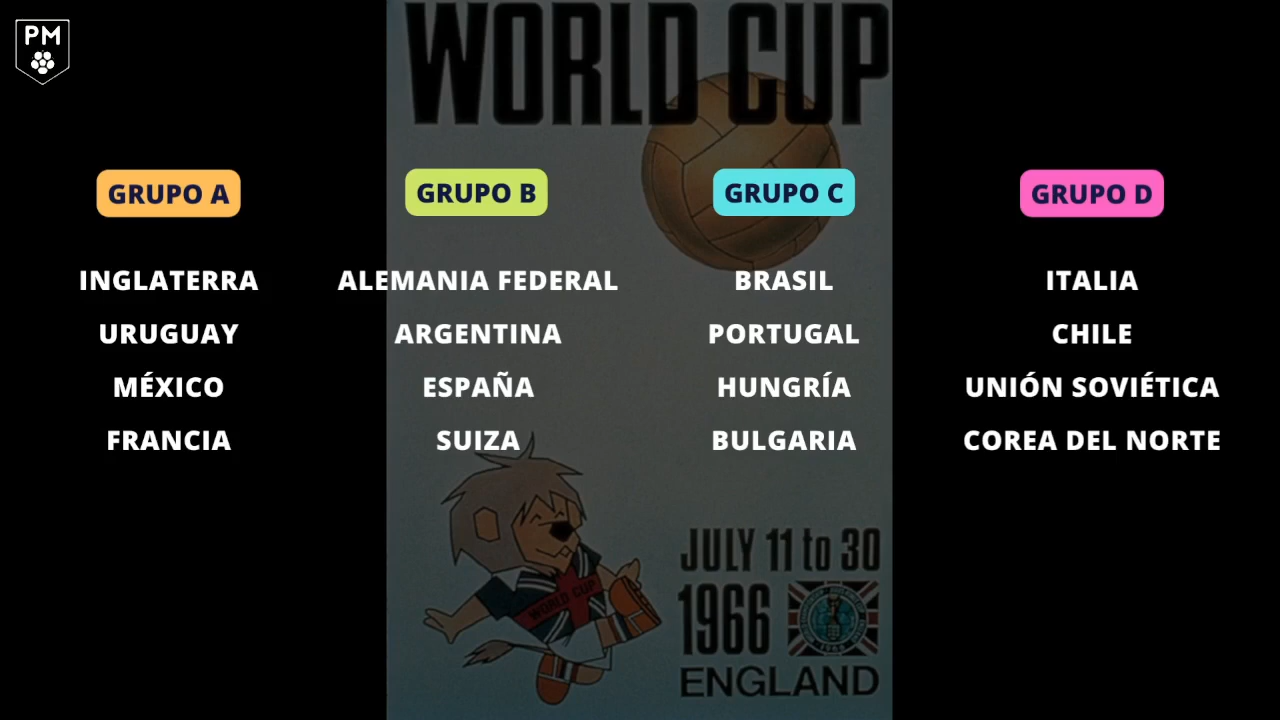 PM
WORLD CUP
GRUPO A
INGLATERRA
URUGUAY
MÉXICO
FRANCIA
GRUPO B
ALEMANIA FEDERAL
ARGENTINA
ESPAÑA
SUIZA
GRUPO C
BRASIL
PORTUGAL
HUNGRÍA
BULGARIA
GRUPO D
ITALIA
CHILE
UNIÓN SOVIÉTICA
COREA DEL NORTE
WORLD CUP
JULY 11 to 30
1966
ENGLAND